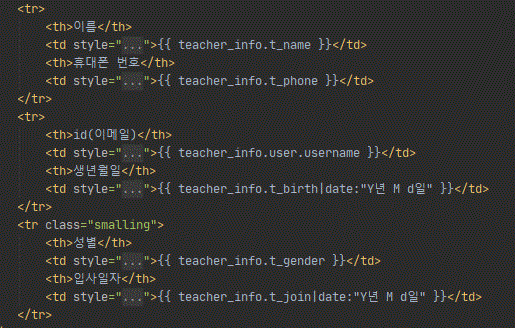 <tr>
<th>이름</th>
<td style="...">{{ teacher_info.t_name }}</td>
<th>휴대폰 번호</th>
<td style="...">{{ teacher_info.t_phone }}</td>
</tr>
<tr>
<th>id(이메일)</th>
<td style="...">{{ teacher_info.user.username }}</td>
<th>생년월일</th>
<td style="...">{{ teacher_info.t_birth|date:"Y년 M d일" }}</td>
</tr>
<tr class="smalling">
<th>성별</th>
<td style="...">{{ teacher_info.t_gender }}</td>
<th>입사일자</th>
<td style="...">{{ teacher_info.t_join|date:"Y년 M d일" }}</td>
</tr>